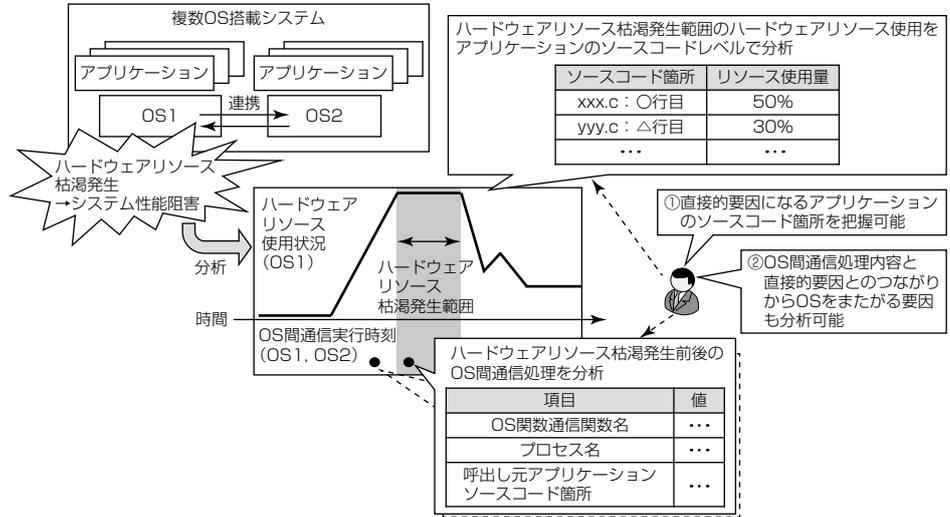 複数OS搭載システム
アプリケーション
アプリケーション
OS1
連携
OS2
ハードウェアリソース
枯渇発生
→システム性能阻害
分析
ハードウェア
リソース
使用状況
(OS1)
ハードウェア
リソース
枯渇発生範囲
時間
OS間通信実行時刻
(OS1, OS2)
ハードウェアリソース枯渇発生範囲のハードウェアリソース使用を
アプリケーションのソースコードレベルで分析
ソースコード箇所 リソース使用量
xxx.c：○行目 50%
yyy.c：△行目 30%
… …
①直接的要因になるアプリケーション
のソースコード箇所を把握可能
②OS間通信処理内容と
直接的要因とのつながり
からOSをまたがる要因
も分析可能
ハードウェアリソース枯渇発生前後の
OS間通信処理を分析
項目 値
OS関数通信関数名 …
プロセス名 …
呼出し元アプリケーション
ソースコード箇所 …